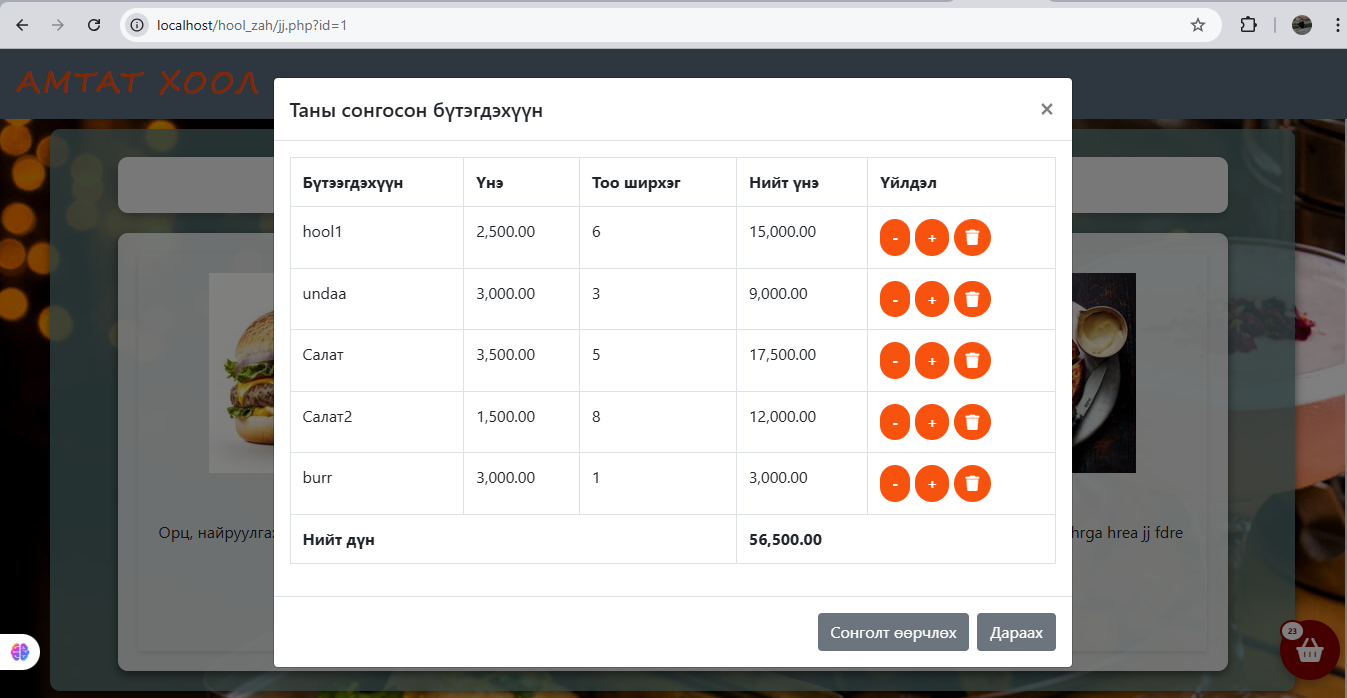 localhost/hool_zah/jj.php?id=1
АМТАТ ХООЛ
Таны сонгосон бүтэгдэхүүн ×
Бүтээгдэхүүн Үнэ Тоо ширхэг Нийт үнэ Үйлдэл
hool1 2,500.00 6 15,000.00 - +
undaa 3,000.00 3 9,000.00 - +
Салат 3,500.00 5 17,500.00 - +
Салат2 1,500.00 8 12,000.00 - +
burr 3,000.00 1 3,000.00 - +
Нийт дүн 56,500.00
Орц, найруулга: hrga hrea jj fdre
Сонголт өөрчлөх Дараах
23